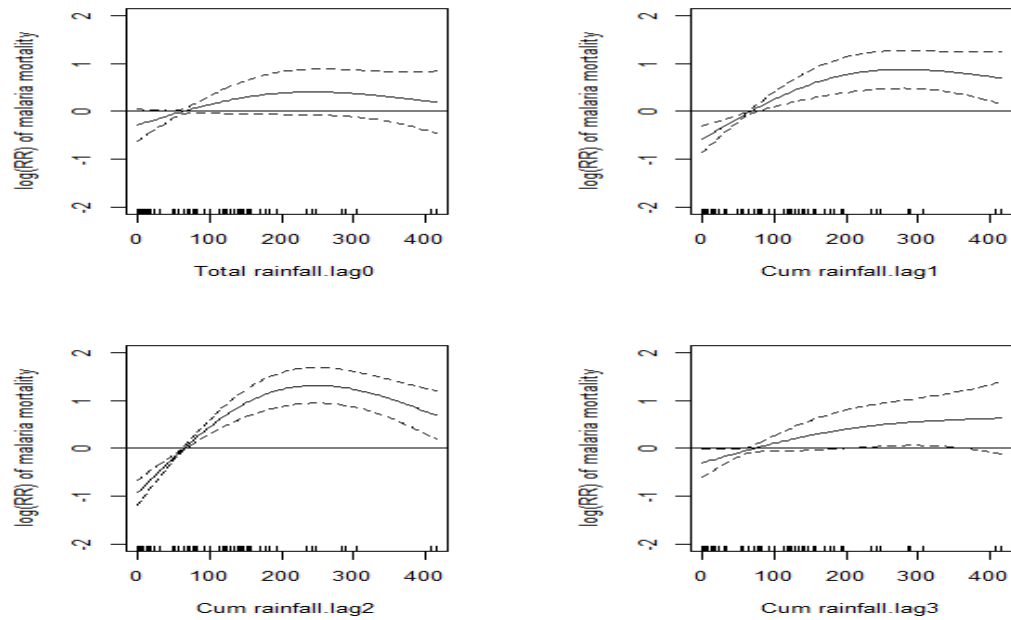 log(RR) of malaria mortality
2
1
0
-1
-2
0 100 200 300 400
Total rainfall.lag0
log(RR) of malaria mortality
2
1
0
-1
-2
0 100 200 300 400
Cum rainfall.lag1
log(RR) of malaria mortality
2
1
0
-1
-2
0 100 200 300 400
Cum rainfall.lag2
log(RR) of malaria mortality
2
1
0
-1
-2
0 100 200 300 400
Cum rainfall.lag3